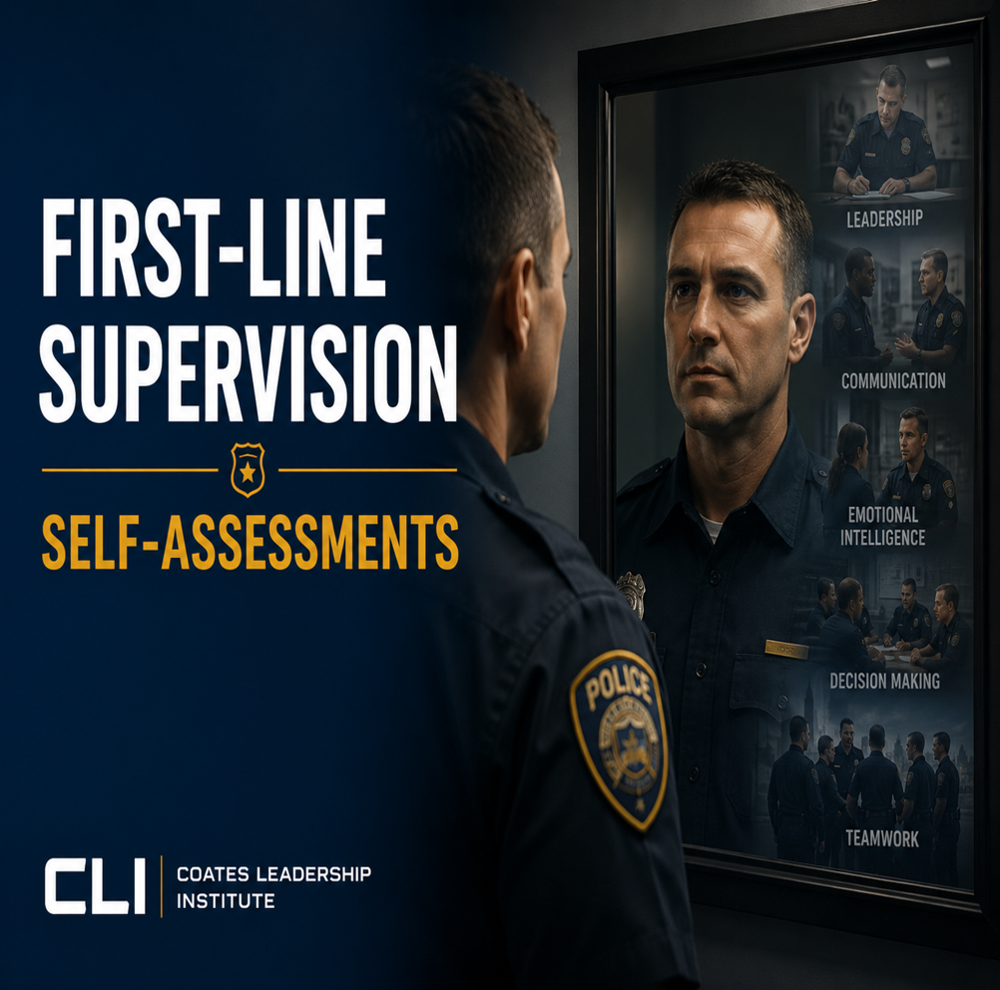 FIRST-LINE
SUPERVISION
SELF-ASSESSMENTS
CLI
COATES LEADERSHIP
INSTITUTE
LEADERSHIP
COMMUNICATION
EMOTIONAL
INTELLIGENCE
DECISION MAKING
TEAMWORK
POLICE